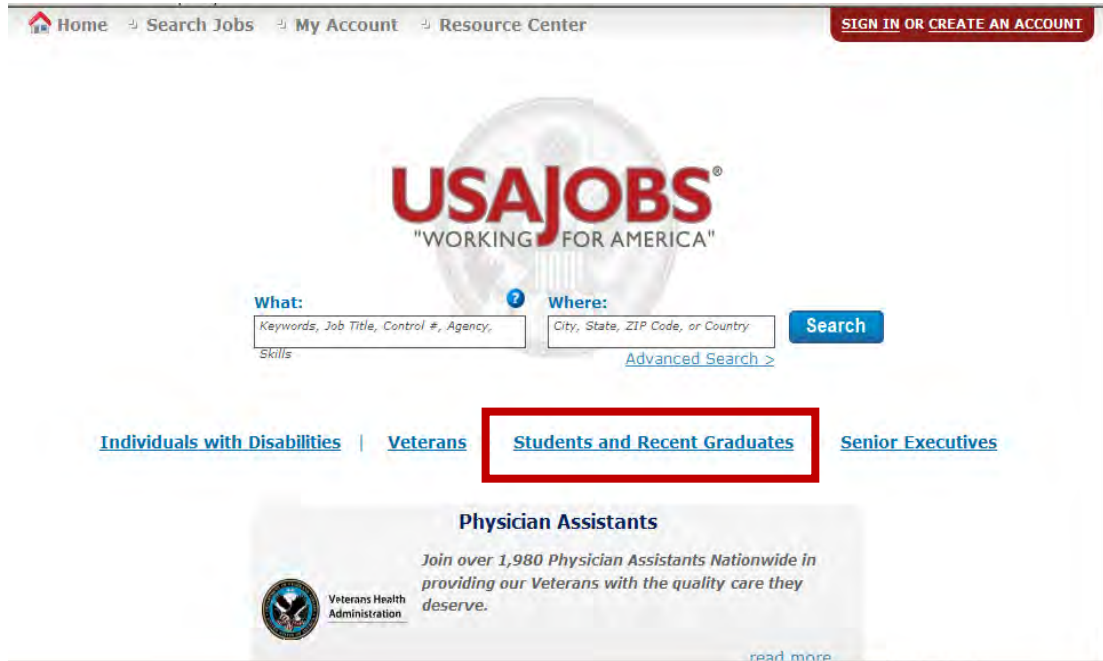 Home Search Jobs My Account Resource Center
SIGN IN OR CREATE AN ACCOUNT
USAJOBS®
"WORKING FOR AMERICA"
What: ? Where:
Keywords, Job Title, Control #, Agency,
Skills
City, State, ZIP Code, or Country
Search
Advanced Search >
Individuals with Disabilities | Veterans Students and Recent Graduates Senior Executives
Physician Assistants
Join over 1,980 Physician Assistants Nationwide in
providing our Veterans with the quality care they
deserve.
Veterans Health
Administration
read more